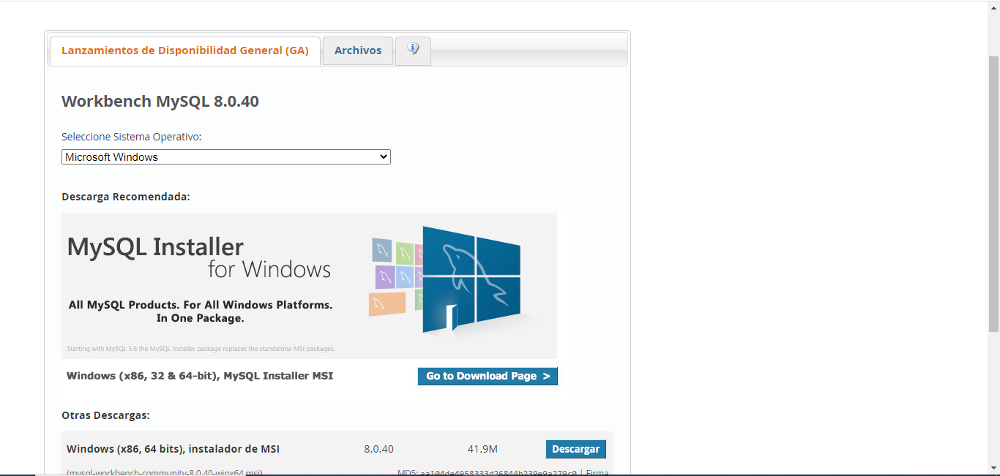 Lanzamientos de Disponibilidad General (GA) Archivos
Workbench MySQL 8.0.40
Seleccione Sistema Operativo:
Microsoft Windows
Descarga Recomendada:
MySQL Installer
for Windows
All MySQL Products. For All Windows Platforms.
In One Package.
Starting with MySQL 5.6 the MySQL Installer package replaces the standalone MSI packages.
Windows (x86, 32 & 64-bit), MySQL Installer MSI Go to Download Page >
Otras Descargas:
Windows (x86, 64 bits), instalador de MSI 8.0.40 41.9M Descargar
(mysql-workbench-community-8.0.40-winx64.msi) MD5: aa104de4958333d26844b239e9a279c0 | Firma